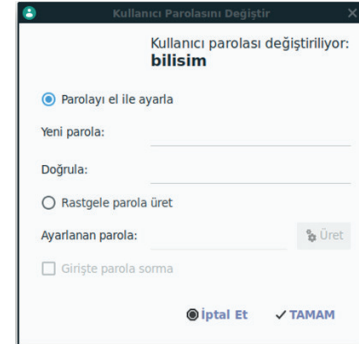 Kullanıcı Parolasını Değiştir
Kullanıcı parolası değiştiriliyor:
bilisim
Parolayı el ile ayarla
Yeni parola:
Doğrula:
Rastgele parola üret
Ayarlanan parola:
Üret
Girişte parola sorma
İptal Et
TAMAM